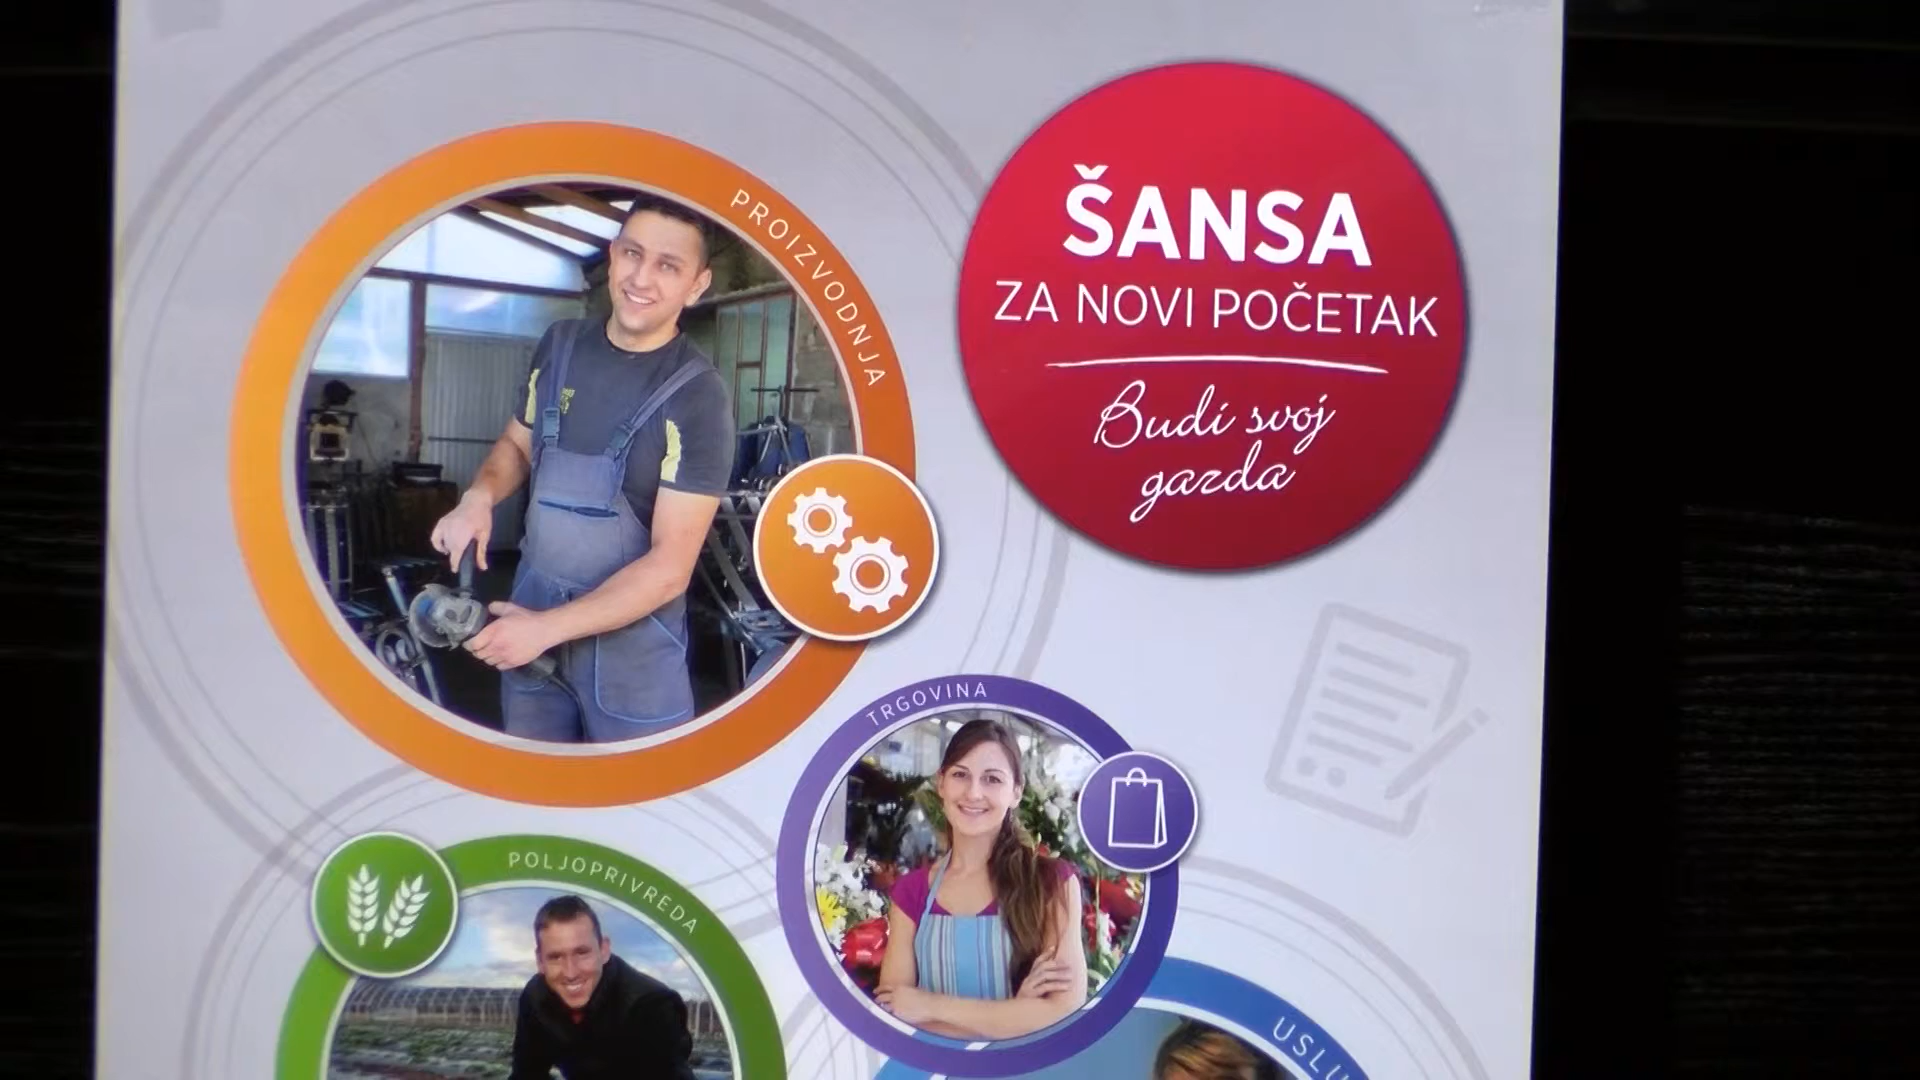 PROIZVODNJA
ŠANSA
ZA NOVI POČETAK
Budi svoj
gazda
TRGOVINA
POLJOPRIVREDA